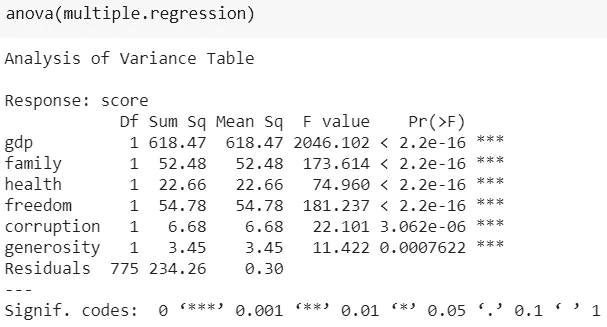 anova(multiple.regression)
Analysis of Variance Table
Response: score
Df Sum Sq Mean Sq F value Pr(>F)
gdp 1 618.47 618.47 2046.102 < 2.2e-16 ***
family 1 52.48 52.48 173.614 < 2.2e-16 ***
health 1 22.66 22.66 74.960 < 2.2e-16 ***
freedom 1 54.78 54.78 181.237 < 2.2e-16 ***
corruption 1 6.68 6.68 22.101 3.062e-06 ***
generosity 1 3.45 3.45 11.422 0.0007622 ***
Residuals 775 234.26 0.30
---
Signif. codes: 0 ‘***’ 0.001 ‘**’ 0.01 ‘*’ 0.05 ‘.’ 0.1 ‘ ’ 1